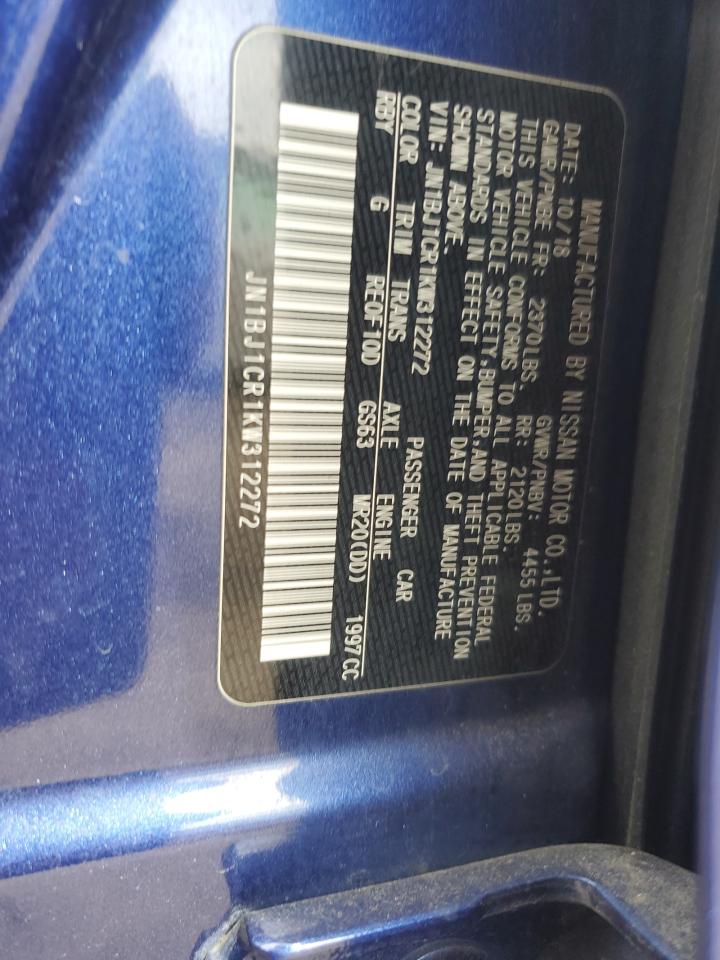 MANUFACTURED BY NISSAN MOTOR CO.,LTD.
DATE: 10/18 GVWR/PNBV: 4455 LBS.
GAWR/PNBE FR: 2370LBS. RR: 2120LBS.
THIS VEHICLE CONFORMS TO ALL APPLICABLE FEDERAL
MOTOR VEHICLE SAFETY,BUMPER,AND THEFT PREVENTION
STANDARDS IN EFFECT ON THE DATE OF MANUFACTURE
SHOWN ABOVE.
VIN: JN1BJ1CR1KW312272 PASSENGER CAR
COLOR TRIM TRANS AXLE ENGINE
RBY G RE0F10D GS63 MR20(DD) 1997CC
JN1BJ1CR1KW312272